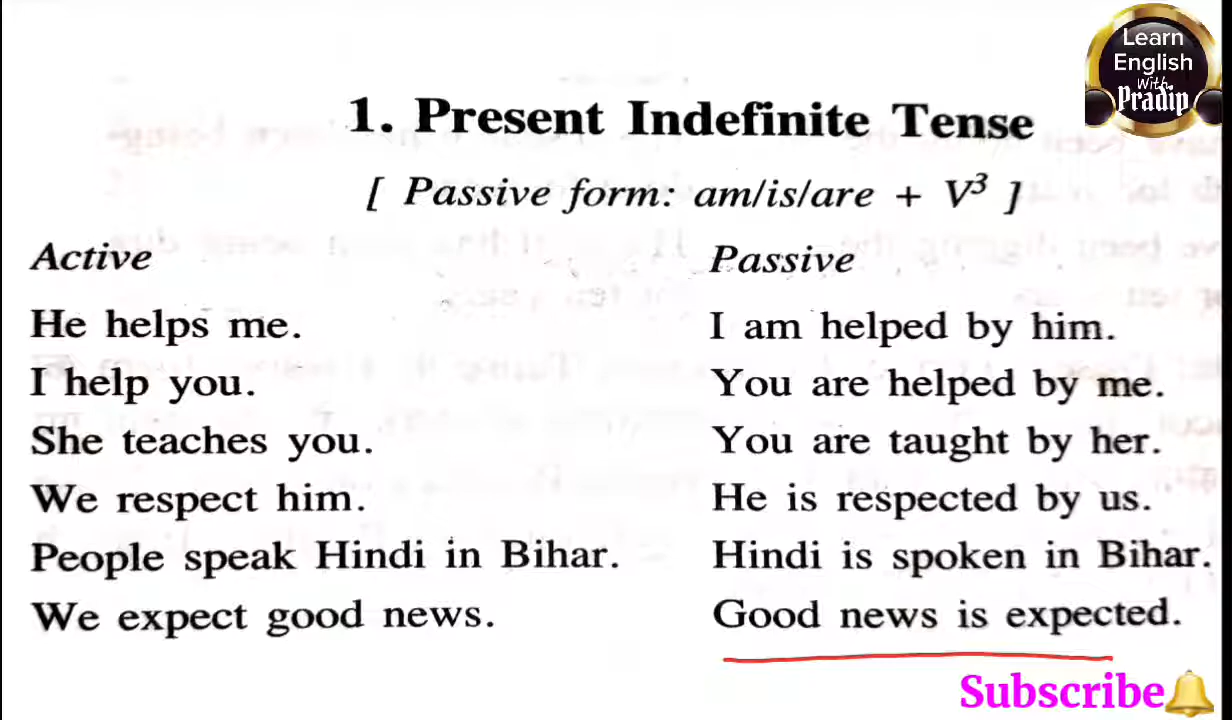 Learn
English
With
Pradip
1. Present Indefinite Tense
[ Passive form: am/is/are + V³ ]
Active Passive
He helps me. I am helped by him.
I help you. You are helped by me.
She teaches you. You are taught by her.
We respect him. He is respected by us.
People speak Hindi in Bihar. Hindi is spoken in Bihar.
We expect good news. Good news is expected.
Subscribe